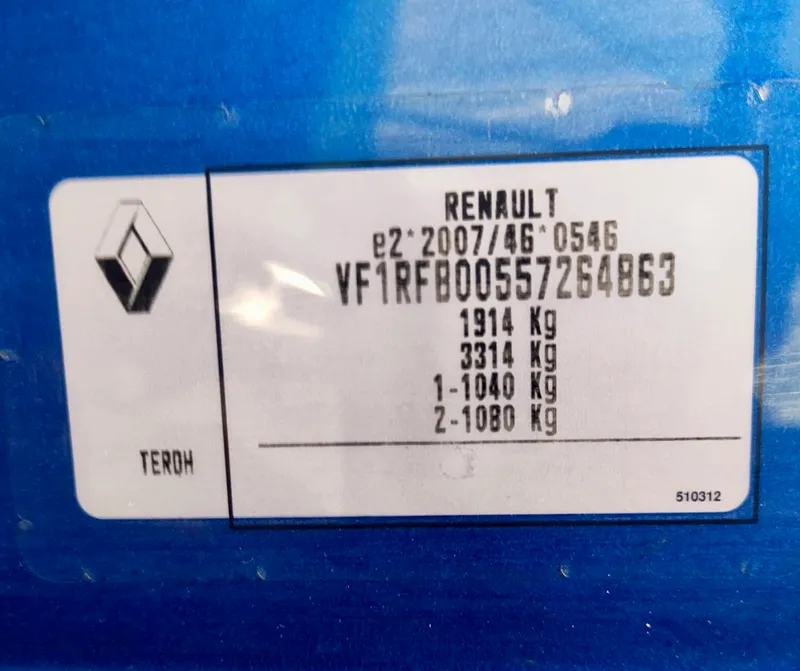 RENAULT
e2*2007/46*0546
VF1RFB00557264863
1914 Kg
3314 Kg
1-1040 Kg
2-1080 Kg
TERDH
510312